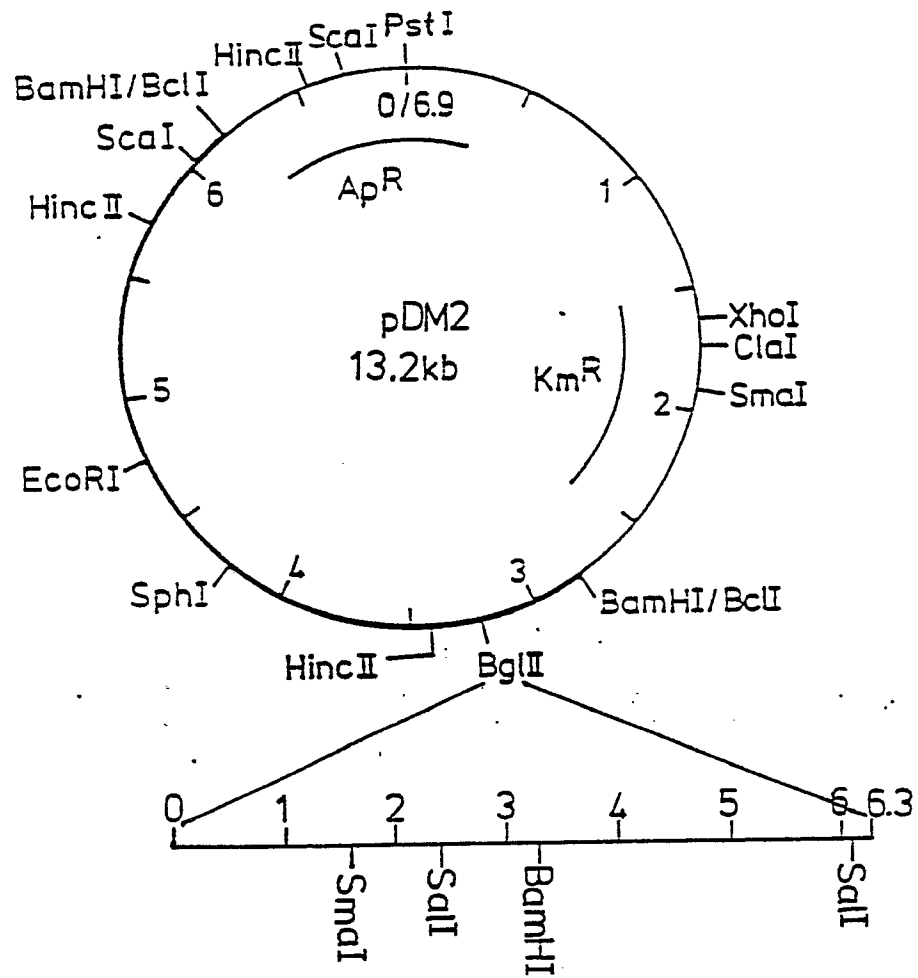 HincⅡ ScaI PstI
BamHI/BclI
ScaI
HincⅡ
0/6.9
Ap^R
6
1
pDM2
13.2kb
Km^R
XhoI
ClaI
SmaI
2
5
EcoRI
SphI
4
3
BamHI/BclI
HincⅡ
BglⅡ
0 1 2 3 4 5 6 6.3
SmaI
SalI
BamHI
SalI